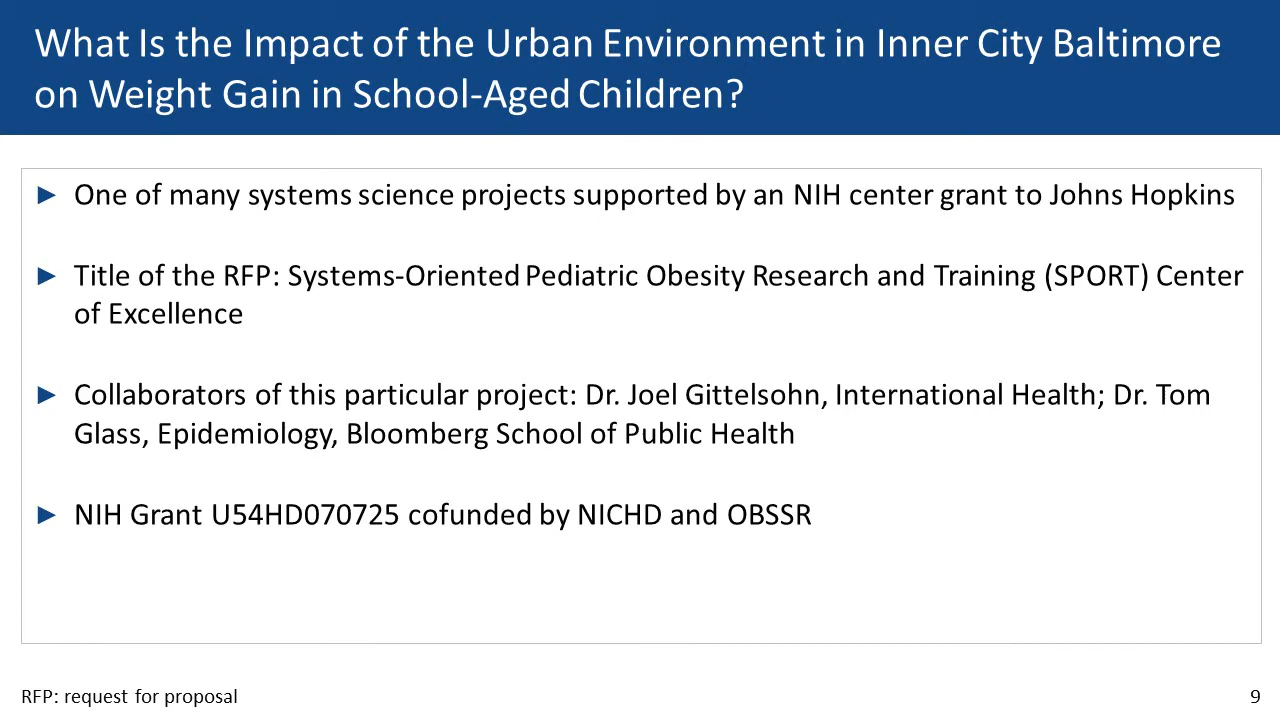 What Is the Impact of the Urban Environment in Inner City Baltimore
on Weight Gain in School-Aged Children?
► One of many systems science projects supported by an NIH center grant to Johns Hopkins
► Title of the RFP: Systems-Oriented Pediatric Obesity Research and Training (SPORT) Center
of Excellence
► Collaborators of this particular project: Dr. Joel Gittelsohn, International Health; Dr. Tom
Glass, Epidemiology, Bloomberg School of Public Health
► NIH Grant U54HD070725 cofunded by NICHD and OBSSR
RFP: request for proposal
9